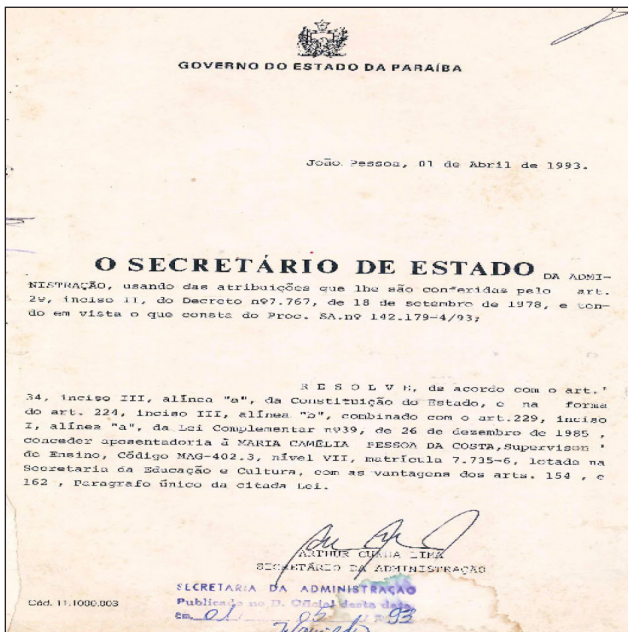 GOVERNO DO ESTADO DA PARAÍBA
João Pessoa, 01 de Abril de 1993.
O SECRETÁRIO DE ESTADO DA ADMI-
NISTRAÇÃO, usando das atribuições que lhe são conferidas pelo art.
29, inciso II, do Decreto nº7.767, de 18 de setembro de 1978, e ten-
do em vista o que consta do Proc. SA.nº 142.179-4/93;
R E S O L V E, de acordo com o art.'
34, inciso III, alínea "a", da Constituição do Estado, e na forma
do art. 224, inciso III, alínea "b", combinado com o art.229, inciso
I, alínea "a", da Lei Complementar nº39, de 26 de dezembro de 1985 ,
conceder aposentadoria à MARIA CAMÉLIA PESSOA DA COSTA, Supervisor '
de Ensino, Código MAG-402.3, nível VII, matrícula 7.735-6, lotada na
Secretaria da Educação e Cultura, com as vantagens dos arts. 154 , e
162 , Paragrafo único da citada Lei.
ARTHUR CUNHA LIMA
SECRETÁRIO DA ADMINISTRAÇÃO
SECRETARIA DA ADMINISTRAÇÃO
Publicado no D. Oficial desta data
Em, 01 05 93
Cód. 11.1000.003